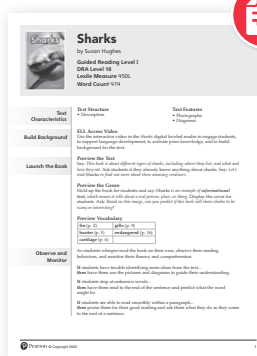 Sharks
Sharks
by Susan Hughes
Guided Reading Level I
DRA Level 16
Lexile Measure 450L
Word Count 414
Text Characteristics
Text Structure
• Description
Text Features
• Photographs
• Diagrams
Build Background
ELL Access Video
Use the interactive video in the Sharks digital leveled reader to engage students,
to support language development, to activate prior knowledge, and to build
background for the text.
Launch the Book
Preview the Text
Say: This book is about different types of sharks, including where they live, and what and
how they eat. Ask students if they already know anything about sharks. Say: Let's
read Sharks to find out more about these amazing creatures.
Preview the Genre
Hold up the book for students and say: Sharks is an example of informational
text, which means it tells about a real person, place, or thing. Display the cover for
students. Ask: Based on this image, can you predict if this book will show sharks to be
scary or interesting?
Preview Vocabulary
fin (p. 2)
gills (p. 9)
hunter (p. 5)
endangered (p. 16)
cartilage (p. 6)
Observe and Monitor
As students whisper-read the book on their own, observe their reading
behaviors, and monitor their fluency and comprehension.
If students have trouble identifying main ideas from the text...
then have them use the pictures and diagrams to guide their understanding.
If students stop at unknown words...
then have them read to the end of the sentence and predict what the word
might be.
If students are able to read smoothly within a paragraph...
then praise them for their good reading and ask them what they do as they come
to the end of a sentence.
Pearson © Copyright 2020
1